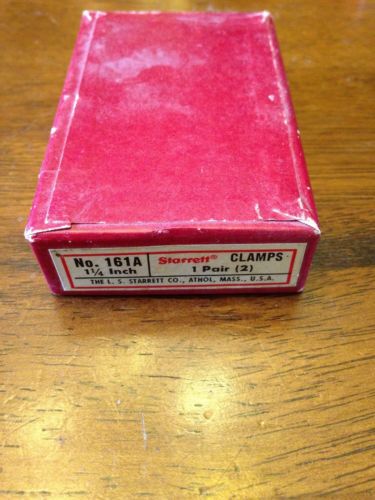 No. 161A
1¼ Inch
Starrett® CLAMPS
1 Pair (2)
THE L. S. STARRETT CO., ATHOL, MASS., U.S.A.